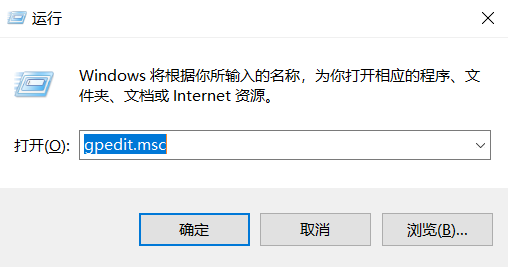 运行
Windows 将根据你所输入的名称，为你打开相应的程序、文
件夹、文档或 Internet 资源。
打开(O): gpedit.msc
确定 取消 浏览(B)...